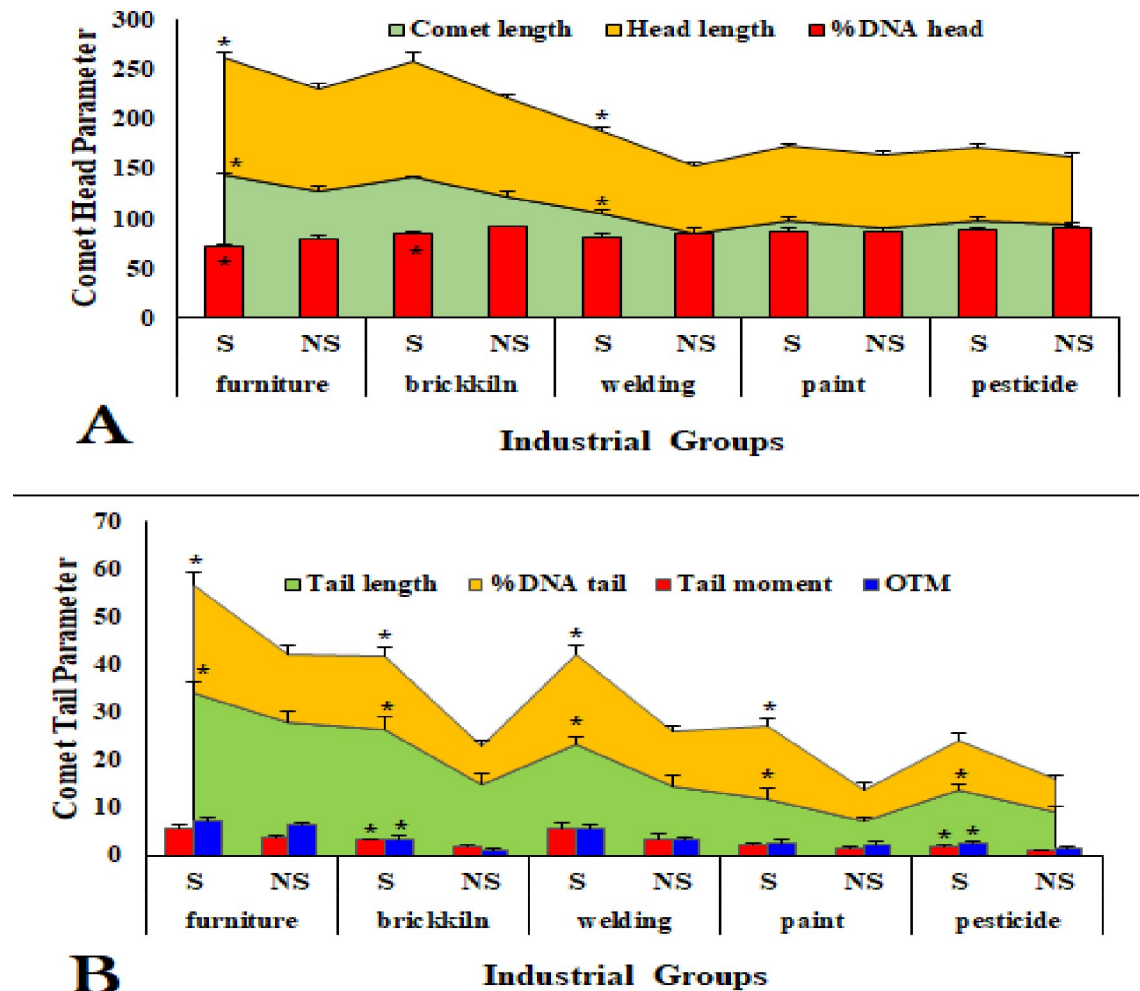 300
250
200
150
100
50
0
Comet Head Parameter
Comet length Head length %DNA head
* * * * * *
S NS S NS S NS S NS S NS
furniture brickkiln welding paint pesticide
A
Industrial Groups
70
60
50
40
30
20
10
0
Comet Tail Parameter
Tail length %DNA tail Tail moment OTM
* * * * * * * * * * * * *
S NS S NS S NS S NS S NS
furniture brickkiln welding paint pesticide
B
Industrial Groups